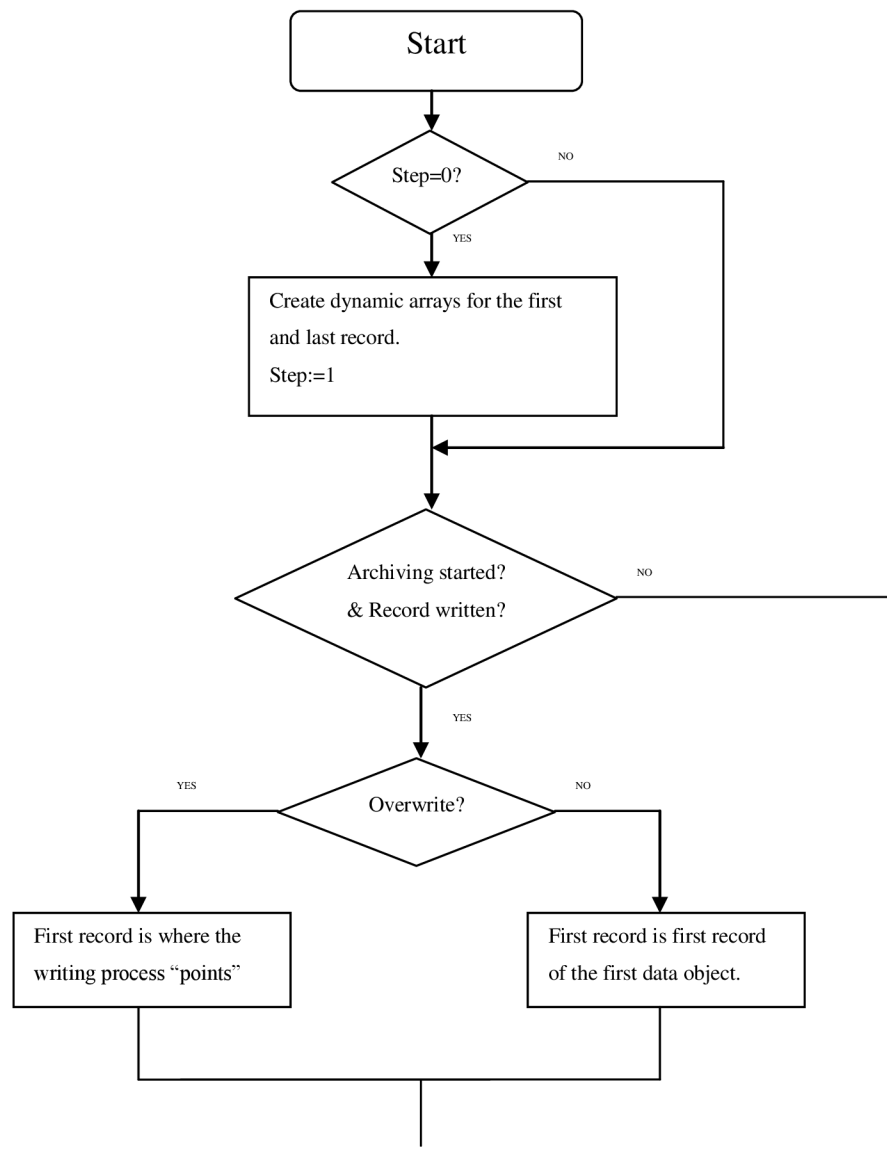 Start
Step=0?
NO
YES
Create dynamic arrays for the first
and last record.
Step:=1
Archiving started?
& Record written?
NO
YES
Overwrite?
YES
NO
First record is where the
writing process “points”
First record is first record
of the first data object.